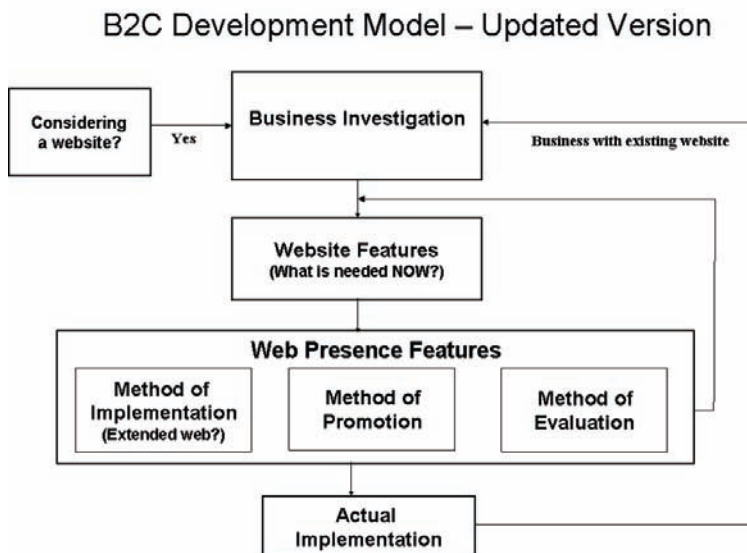 B2C Development Model – Updated Version
Considering
a website?
Yes
Business Investigation
Business with existing website
Website Features
(What is needed NOW?)
Web Presence Features
Method of
Implementation
(Extended web?)
Method of
Promotion
Method of
Evaluation
Actual
Implementation